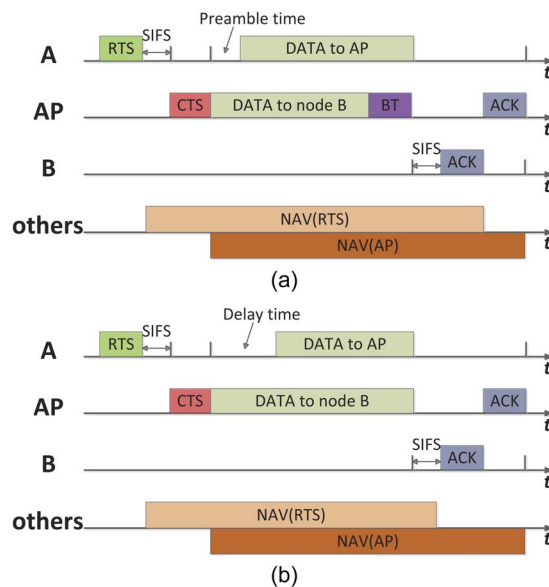 Preamble time
A RTS SIFS DATA to AP t
AP CTS DATA to node B BT ACK t
B SIFS ACK t
others NAV(RTS) t
NAV(AP)
(a)
Delay time
A RTS SIFS DATA to AP t
AP CTS DATA to node B ACK t
B SIFS ACK t
others NAV(RTS) t
NAV(AP)
(b)